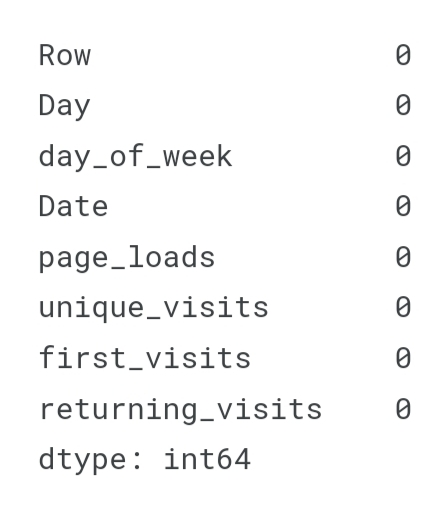 Row 0
Day 0
day_of_week 0
Date 0
page_loads 0
unique_visits 0
first_visits 0
returning_visits 0
dtype: int64